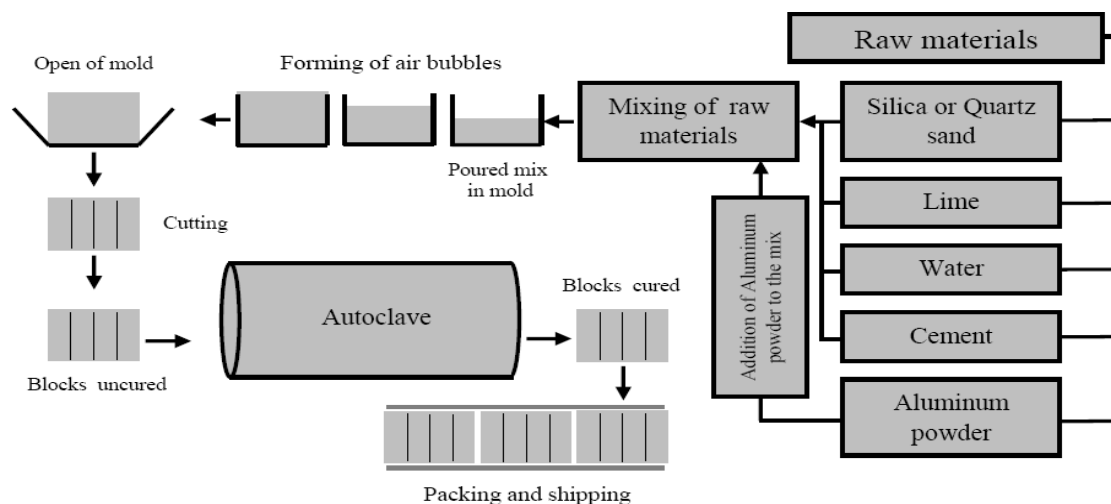 Raw materials
Open of mold
Forming of air bubbles
Mixing of raw
materials
Silica or Quartz
sand
Poured mix
in mold
Lime
Cutting
Addition of Aluminum
powder to the mix
Water
Blocks cured
Autoclave
Cement
Blocks uncured
Aluminum
powder
Packing and shipping